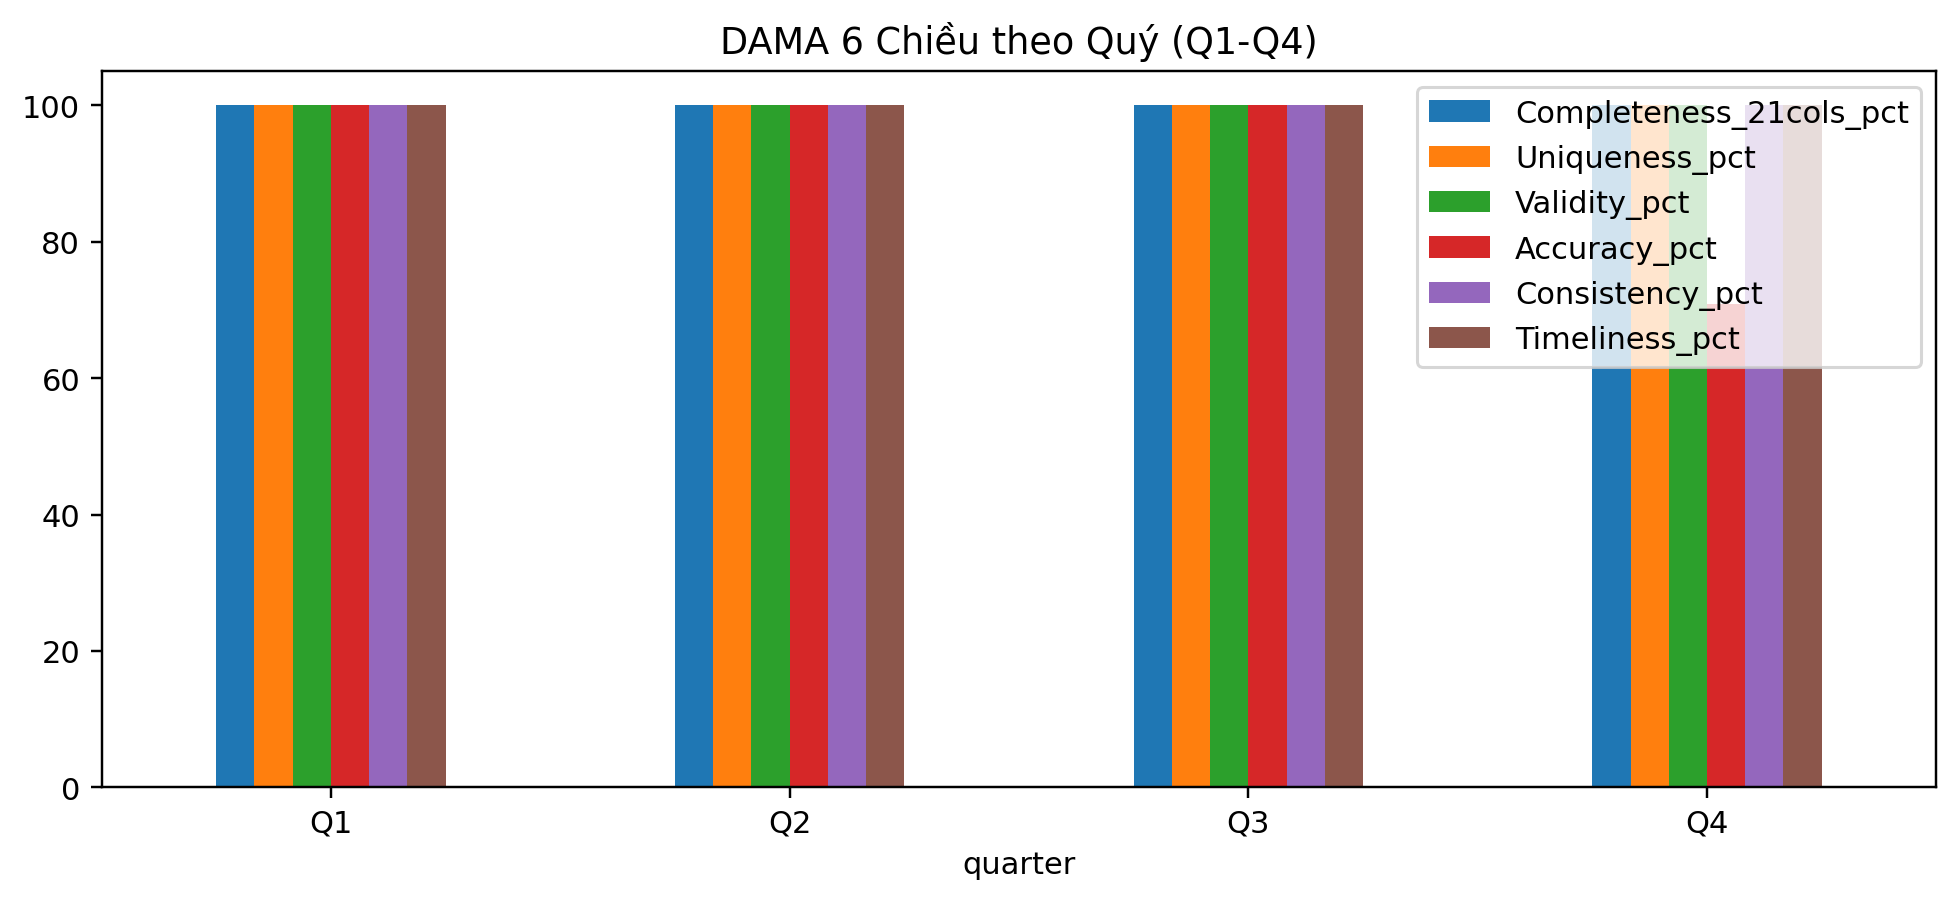 DAMA 6 Chiều theo Quý (Q1-Q4)
100
80
60
40
20
0
Completeness_21cols_pct
Uniqueness_pct
Validity_pct
Accuracy_pct
Consistency_pct
Timeliness_pct
Q1 Q2 Q3 Q4
quarter